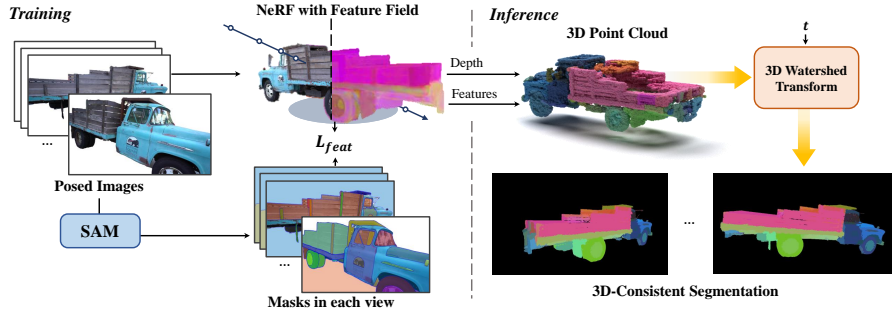 Training
NeRF with Feature Field
Inference
3D Point Cloud
t
Depth
Features
3D Watershed
Transform
L_feat
...
Posed Images
SAM
...
Masks in each view
...
3D-Consistent Segmentation